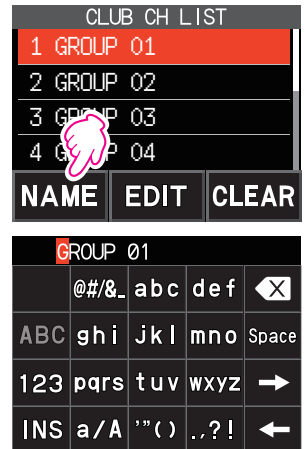 CLUB CH LIST
1 GROUP 01
2 GROUP 02
3 GROUP 03
4 GROUP 04
NAME EDIT CLEAR
GROUP 01
@#/&_ abc def
ABC ghi jkl mno Space
123 pqrs tuv wxyz →
INS a/A '"() .,?! ←